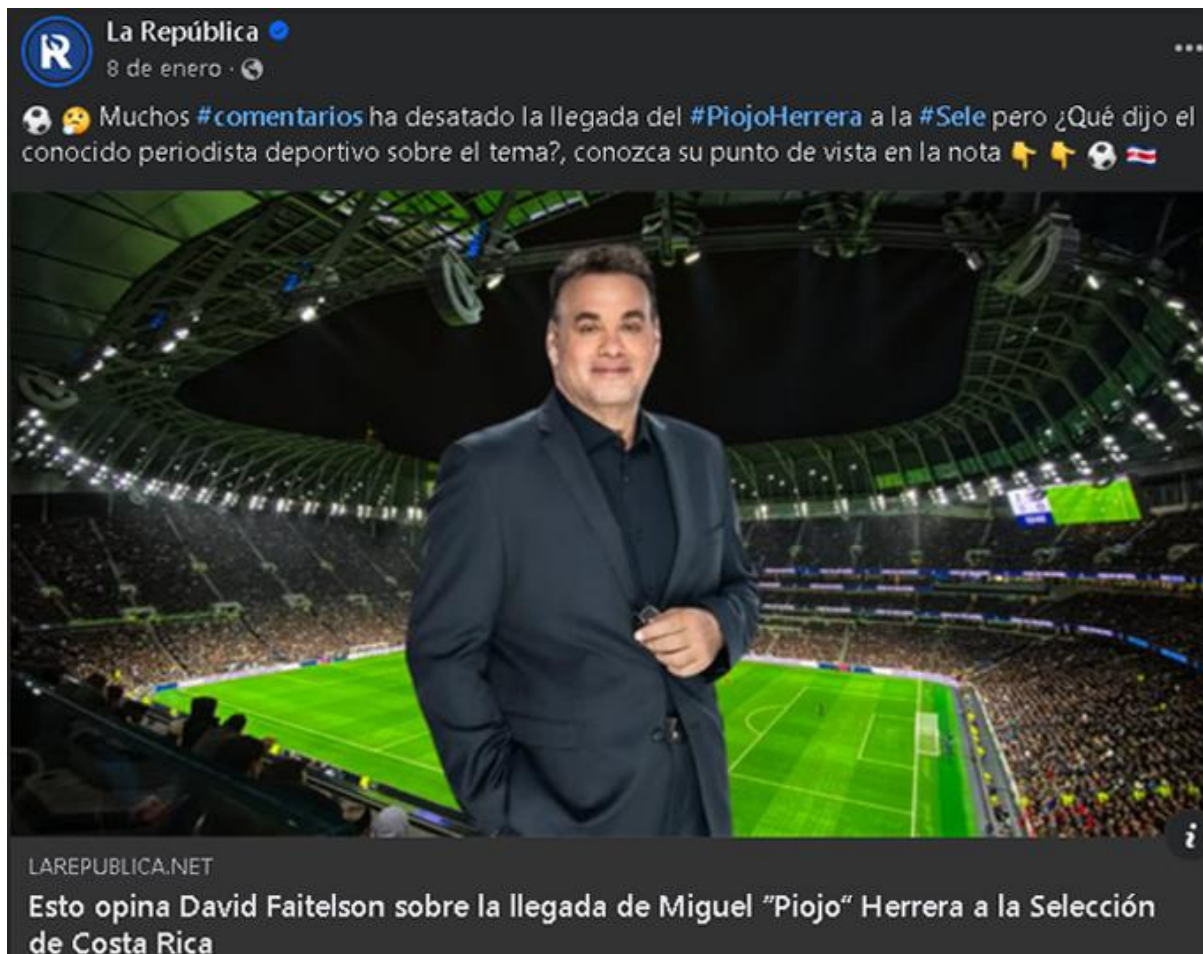 La República
8 de enero ·
Muchos #comentarios ha desatado la llegada del #PiojoHerrera a la #Sele pero ¿Qué dijo el
conocido periodista deportivo sobre el tema?, conozca su punto de vista en la nota
LAREPUBLICA.NET
Esto opina David Faitelson sobre la llegada de Miguel "Piojo" Herrera a la Selección
de Costa Rica